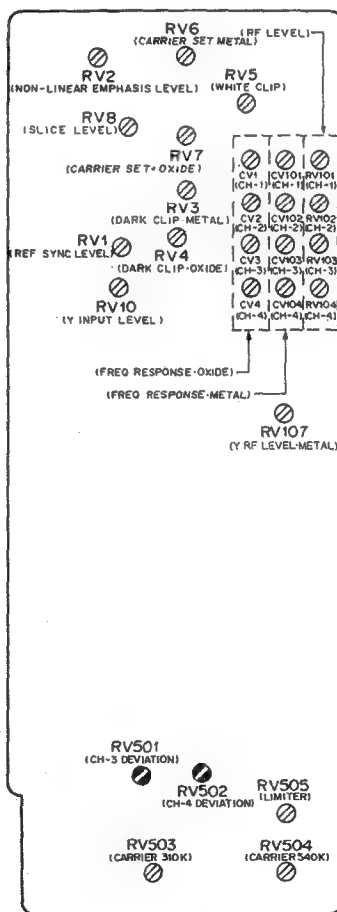 RV6
(CARRIER SET METAL)
(RF LEVEL)
RV2
(NON-LINEAR EMPHASIS LEVEL)
RV5
(WHITE CLIP)
RV8
(SLICE LEVEL)
RV7
(CARRIER SET-OXIDE)
CV1
(CH-1)
CV101
(CH-1)
RV101
(CH-1)
RV3
(DARK CLIP-METAL)
CV2
(CH-2)
CV102
(CH-2)
RV102
(CH-2)
RV1
(REF SYNC LEVEL)
RV4
(DARK CLIP-OXIDE)
CV3
(CH-3)
CV103
(CH-3)
RV103
(CH-3)
RV10
(Y INPUT LEVEL)
CV4
(CH-4)
CV104
(CH-4)
RV104
(CH-4)
(FREQ RESPONSE-OXIDE)
(FREQ RESPONSE-METAL)
RV107
(Y RF LEVEL-METAL)
RV501
(CH-3 DEVIATION)
RV502
(CH-4 DEVIATION)
RV505
(LIMITER)
RV503
(CARRIER 310K)
RV504
(CARRIER 540K)